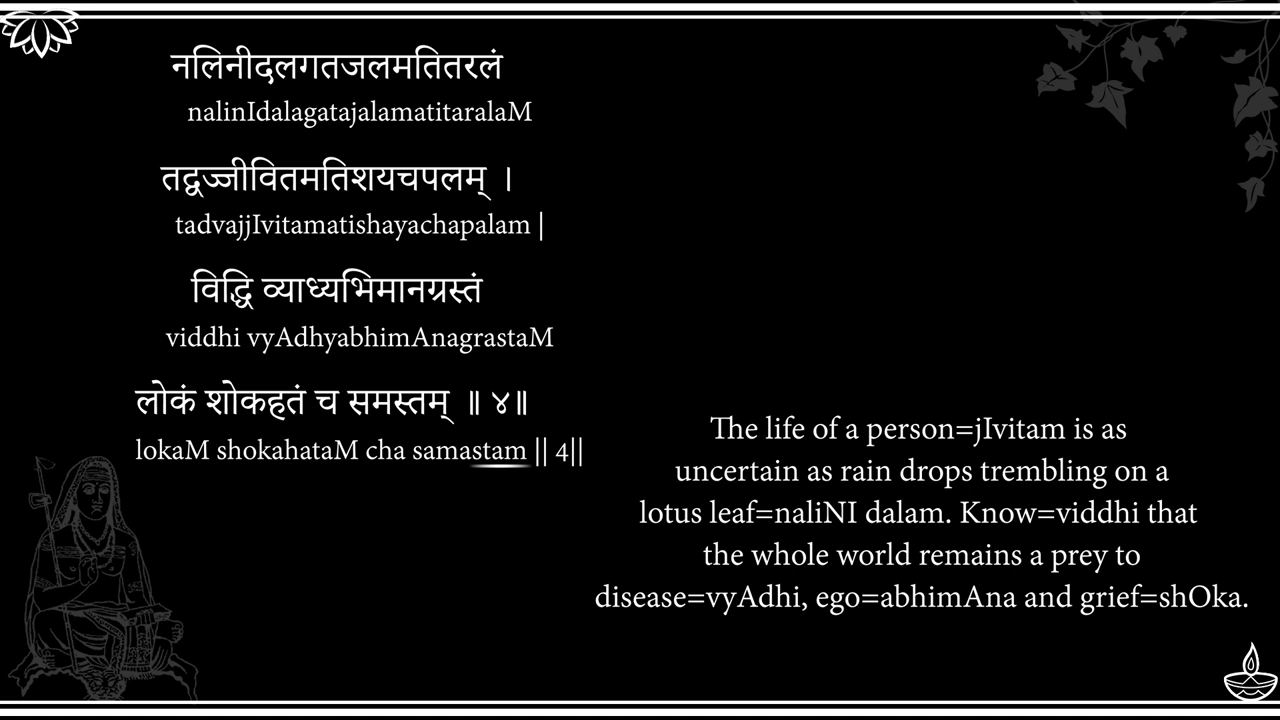 नलिनीदलगतजलमतितरलं
nalinIdalagatajalamatitaralaM
तद्वज्जीवितमतिशयचपलम् ।
tadvajjIvitamatishayachapalam |
विद्धि व्याध्यभिमानग्रस्तं
viddhi vyAdhyabhimAnagrastaM
लोकं शोकहतं च समस्तम् ॥ ४॥
lokaM shokahataM cha samastam || 4||
The life of a person=jIvitam is as
uncertain as rain drops trembling on a
lotus leaf=naliNI dalam. Know=viddhi that
the whole world remains a prey to
disease=vyAdhi, ego=abhimAna and grief=shOka.